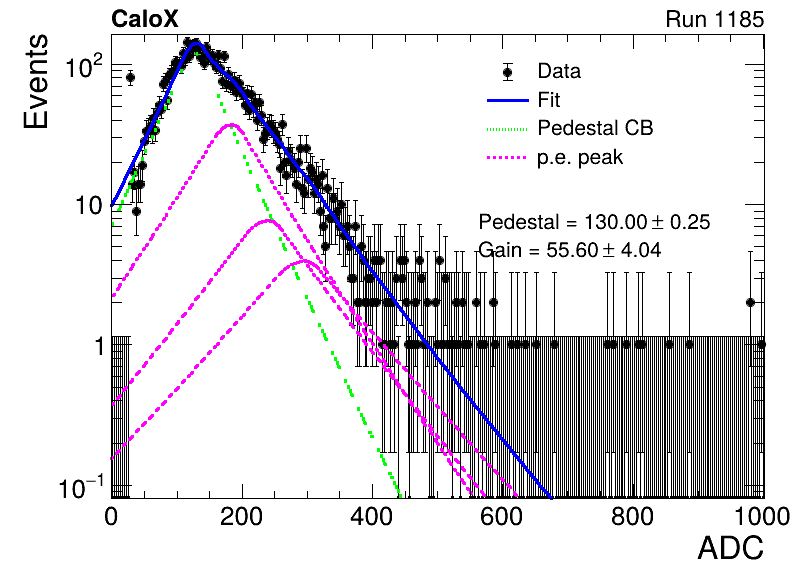 CaloX Run 1185
Events
Data
Fit
Pedestal CB
p.e. peak
Pedestal = 130.00 ± 0.25
Gain = 55.60 ± 4.04
10²
10
1
10⁻¹
0 200 400 600 800 1000
ADC